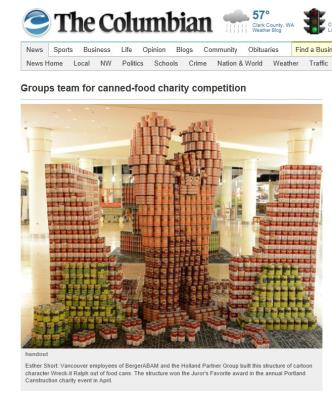 The Columbian
57°
Clark County, WA
Weather Blog
News Sports Business Life Opinion Blogs Community Obituaries Find a Busi
News Home Local NW Politics Schools Crime Nation & World Weather Traffic
Groups team for canned-food charity competition
handout
Esther Short: Vancouver employees of BergerABAM and the Holland Partner Group built this structure of cartoon
character Wreck-It Ralph out of food cans. The structure won the Juror's Favorite award in the annual Portland
Canstruction charity event in April.